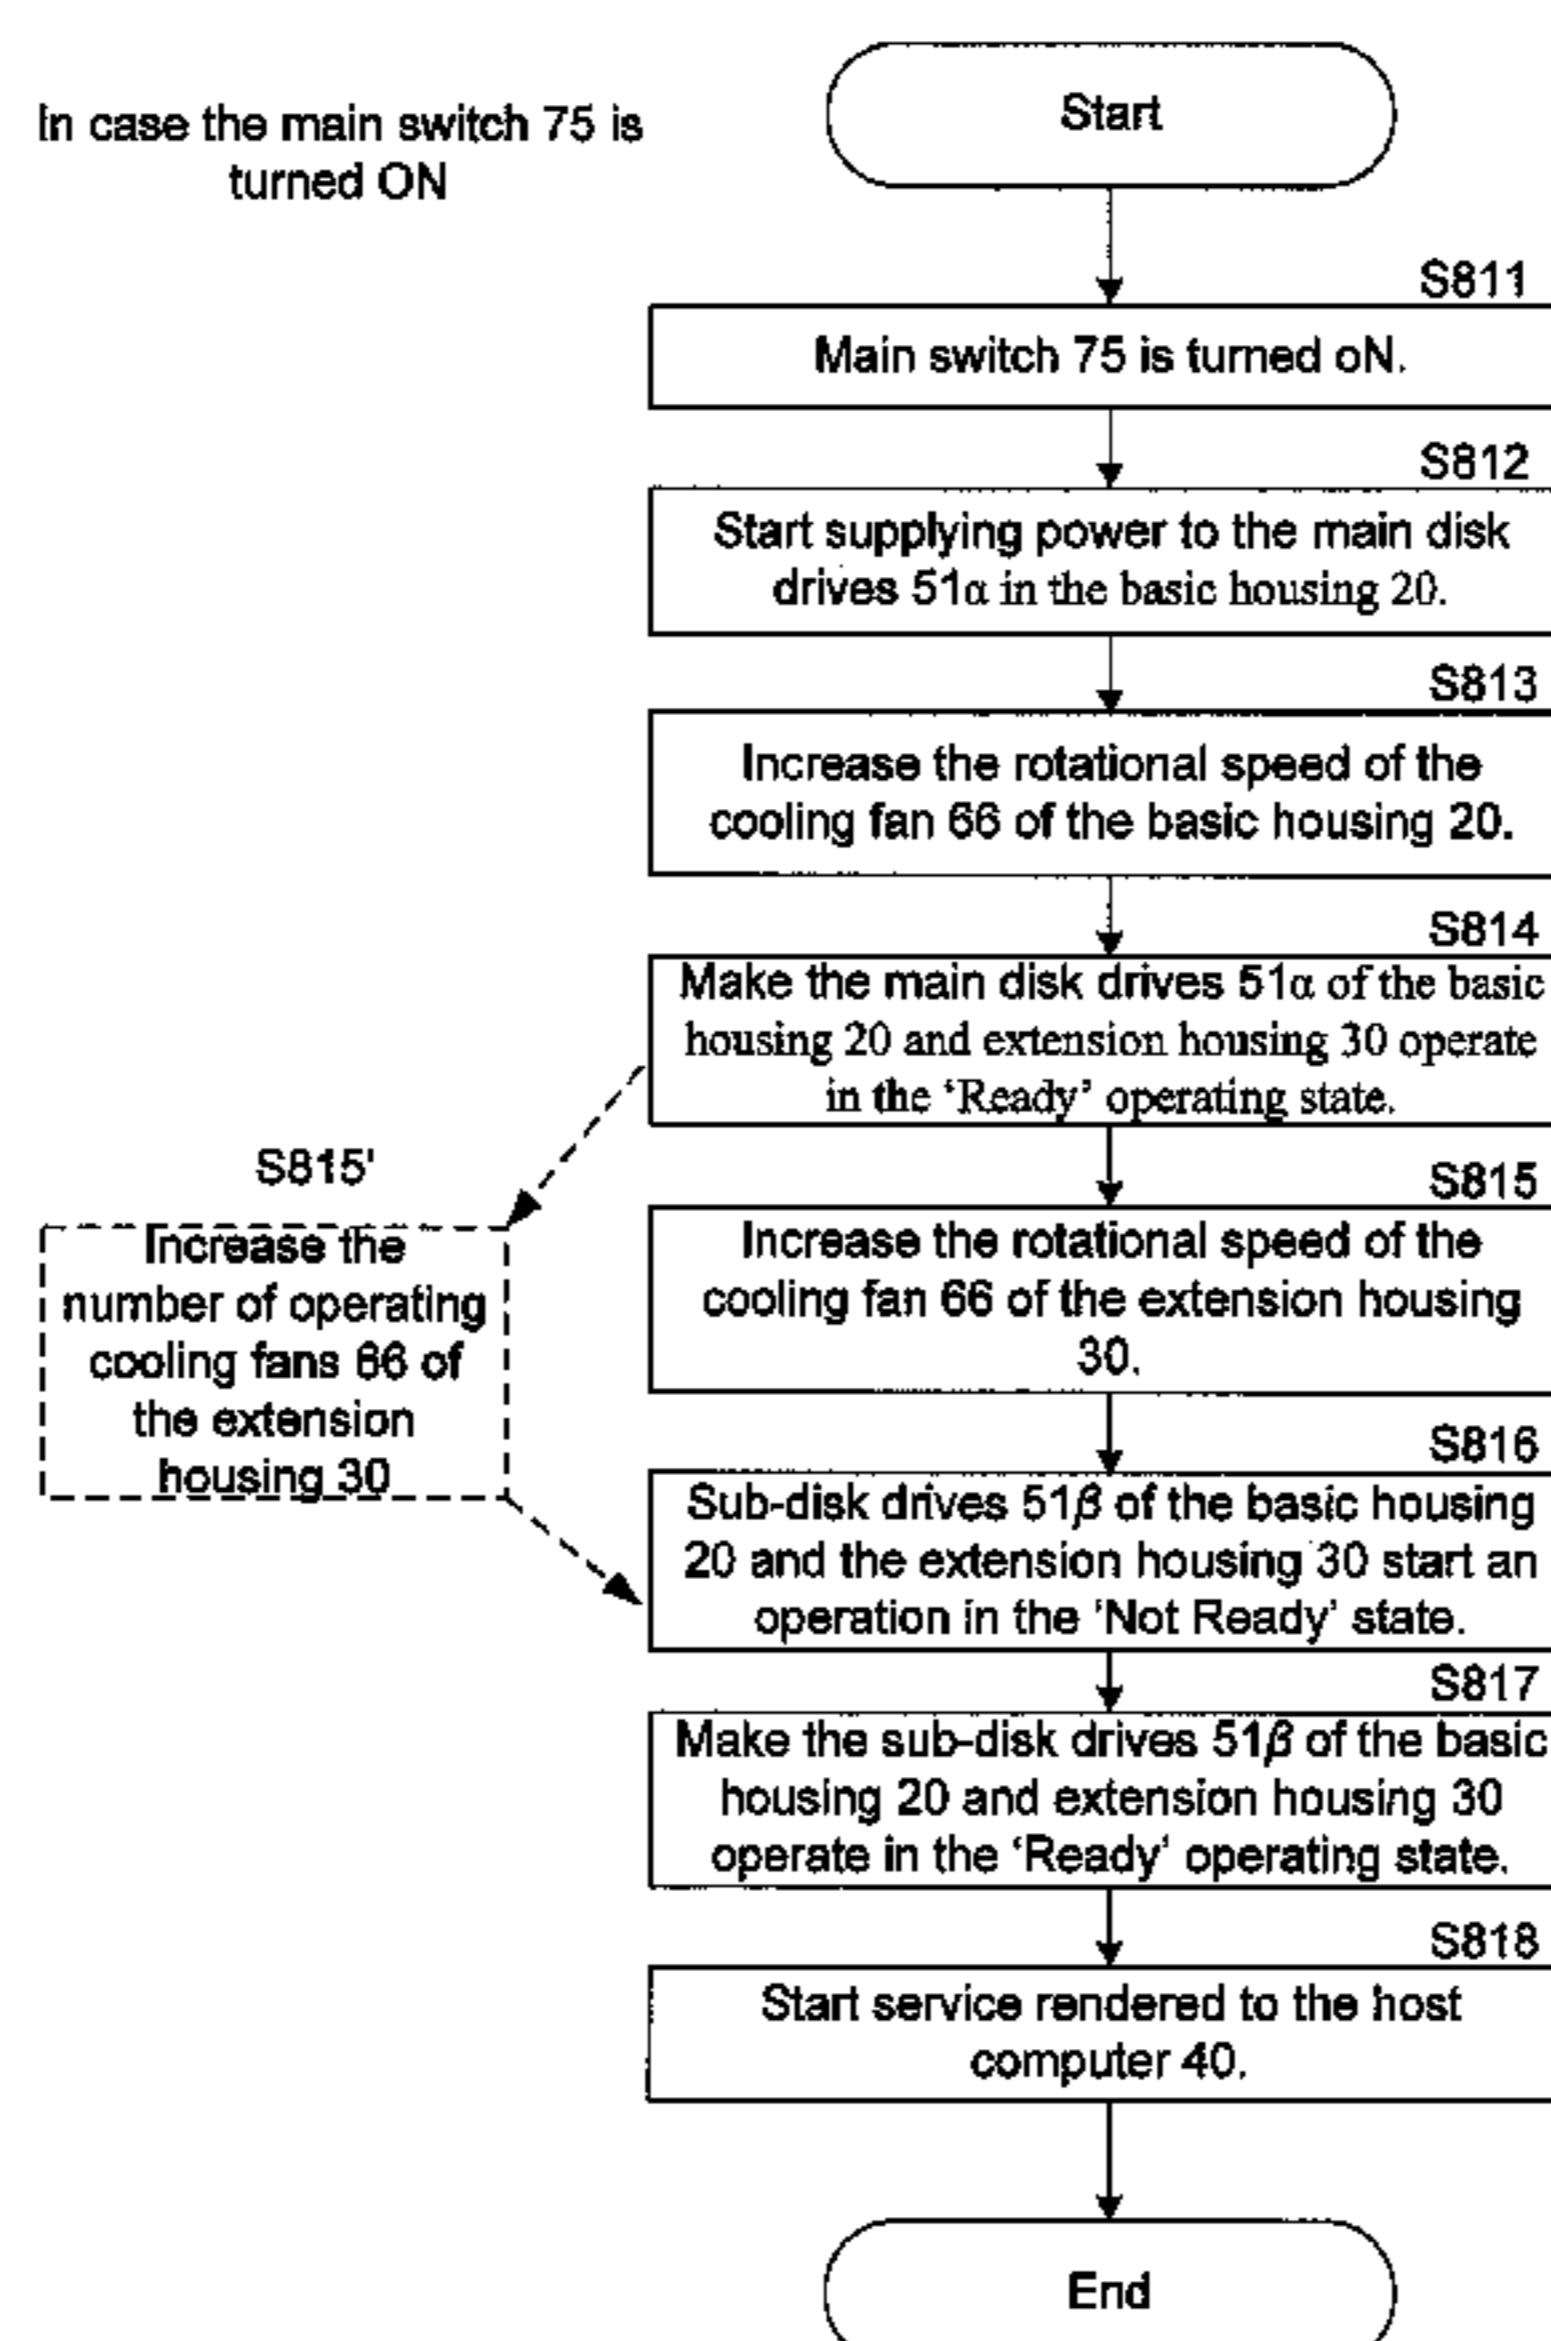 In case the main switch 75 is
turned ON
Start
S811
Main switch 75 is turned oN.
S812
Start supplying power to the main disk
drives 51α in the basic housing 20.
S813
Increase the rotational speed of the
cooling fan 66 of the basic housing 20.
S814
Make the main disk drives 51α of the basic
housing 20 and extension housing 30 operate
in the ‘Ready’ operating state.
S815'
Increase the
number of operating
cooling fans 66 of
the extension
housing 30
S815
Increase the rotational speed of the
cooling fan 66 of the extension housing
30.
S816
Sub-disk drives 51β of the basic housing
20 and the extension housing 30 start an
operation in the ‘Not Ready’ state.
S817
Make the sub-disk drives 51β of the basic
housing 20 and extension housing 30
operate in the ‘Ready’ operating state.
S818
Start service rendered to the host
computer 40.
End